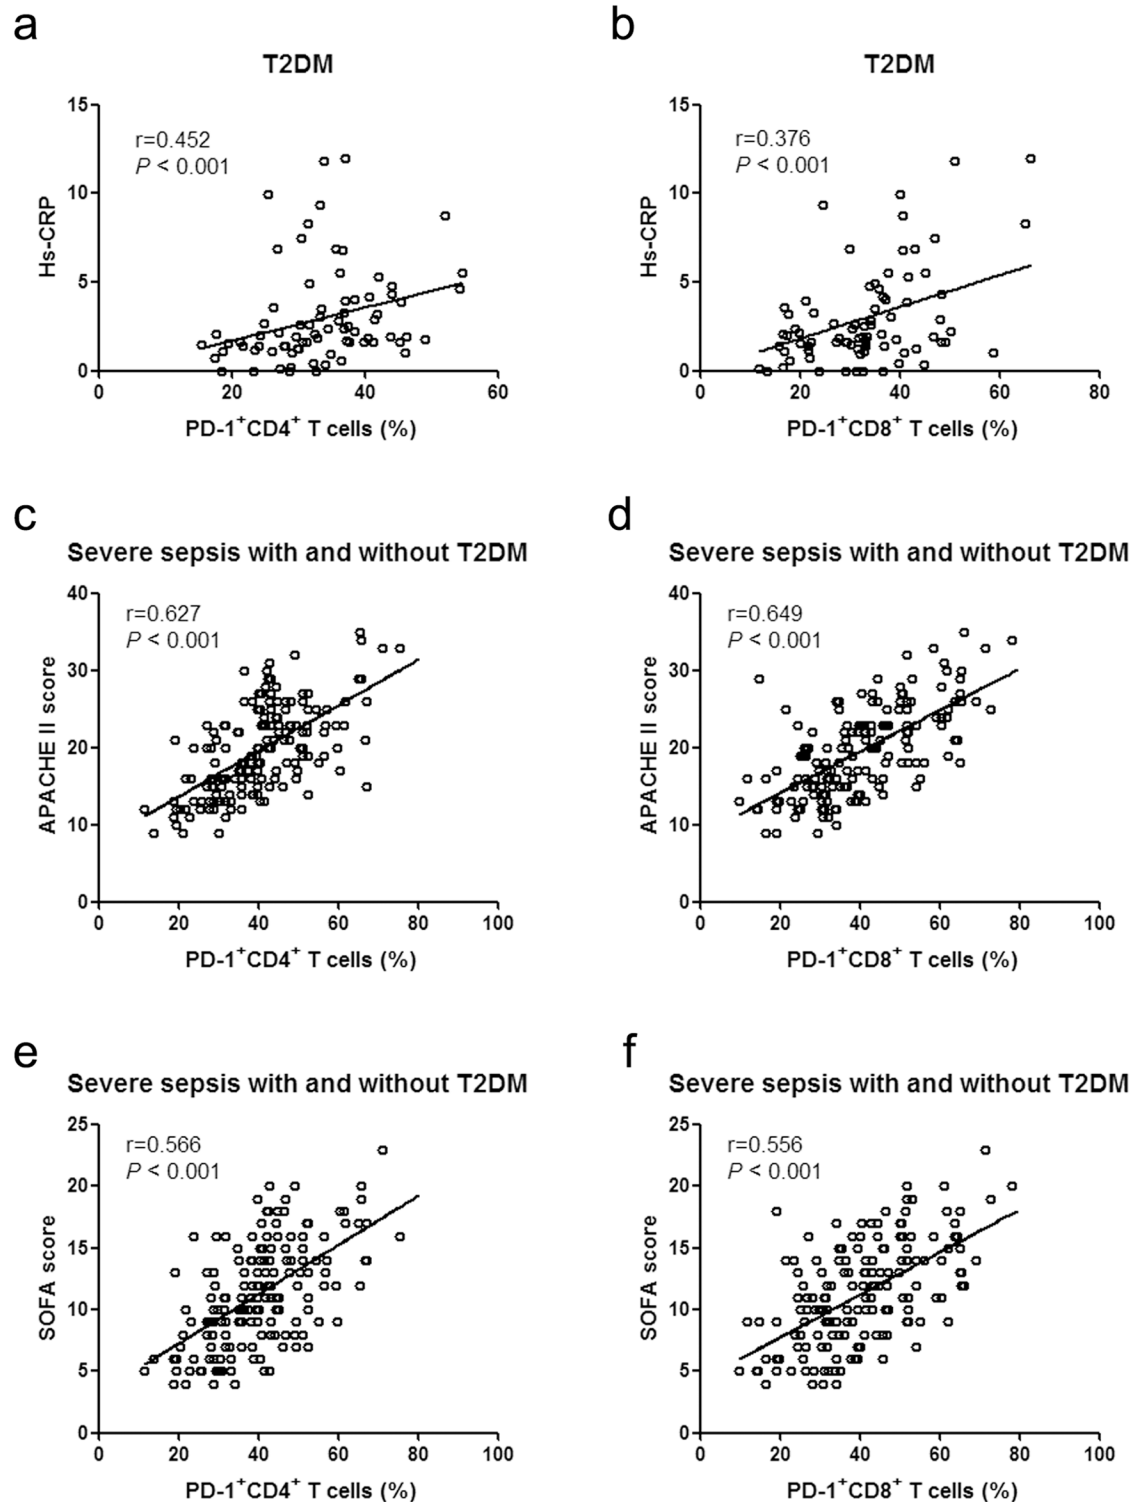 a
T2DM
r=0.452
P < 0.001
15
10
5
0
Hs-CRP
0 20 40 60
PD-1⁺CD4⁺ T cells (%)
b
T2DM
r=0.376
P < 0.001
15
10
5
0
Hs-CRP
0 20 40 60 80
PD-1⁺CD8⁺ T cells (%)
c
Severe sepsis with and without T2DM
r=0.627
P < 0.001
40
30
20
10
0
APACHE II score
0 20 40 60 80 100
PD-1⁺CD4⁺ T cells (%)
d
Severe sepsis with and without T2DM
r=0.649
P < 0.001
40
30
20
10
0
APACHE II score
0 20 40 60 80 100
PD-1⁺CD8⁺ T cells (%)
e
Severe sepsis with and without T2DM
r=0.566
P < 0.001
25
20
15
10
5
0
SOFA score
0 20 40 60 80 100
PD-1⁺CD4⁺ T cells (%)
f
Severe sepsis with and without T2DM
r=0.556
P < 0.001
25
20
15
10
5
0
SOFA score
0 20 40 60 80 100
PD-1⁺CD8⁺ T cells (%)